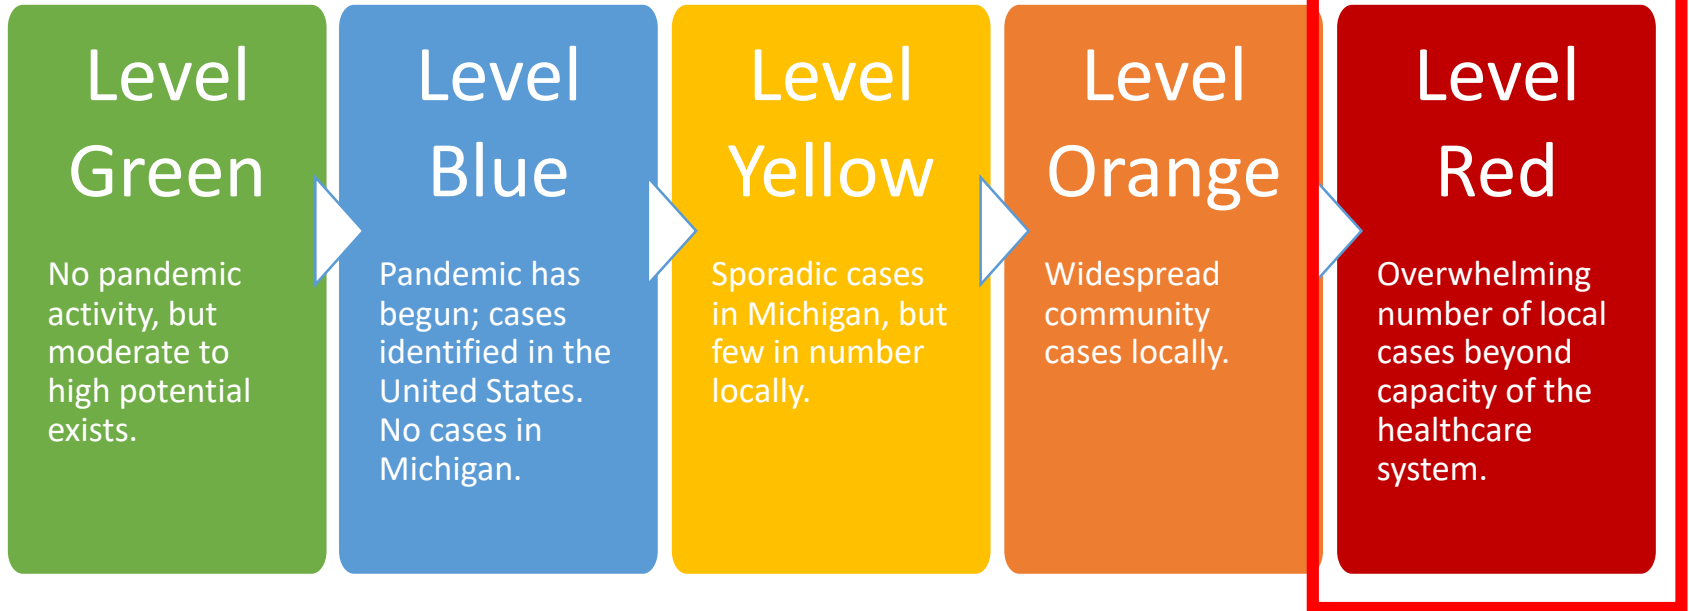 Level
Green
No pandemic
activity, but
moderate to
high potential
exists.
Level
Blue
Pandemic has
begun; cases
identified in the
United States.
No cases in
Michigan.
Level
Yellow
Sporadic cases
in Michigan, but
few in number
locally.
Level
Orange
Widespread
community
cases locally.
Level
Red
Overwhelming
number of local
cases beyond
capacity of the
healthcare
system.